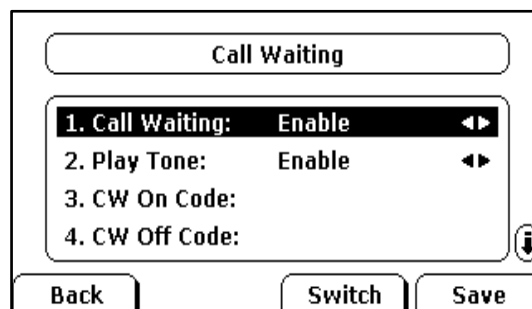 Call Waiting
1. Call Waiting: Enable
2. Play Tone: Enable
3. CW On Code:
4. CW Off Code:
Back Switch Save